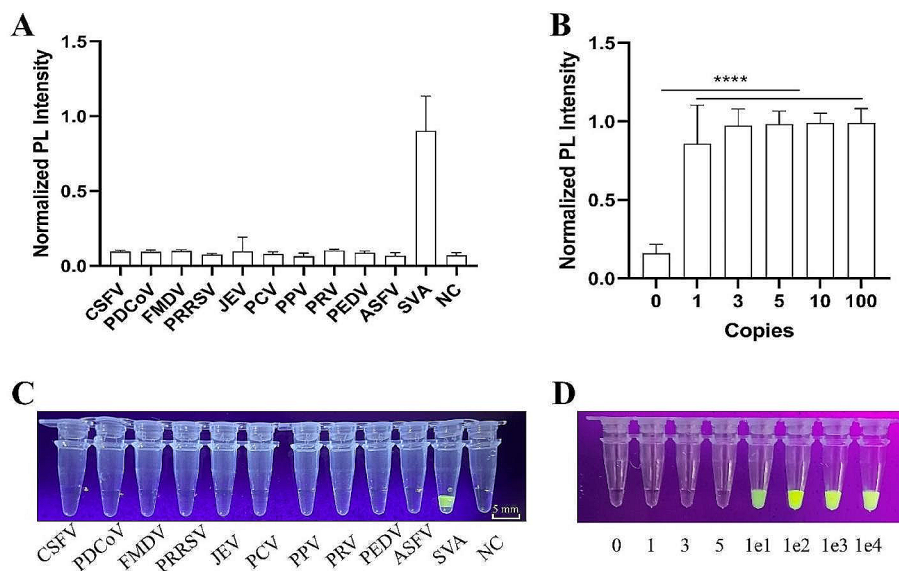 A
Normalized PL Intensity
1.5
1.0
0.5
0.0
CSFV PDCoV FMDV PRRSV JEV PCV PPV PRV PEDV ASFV SVA NC
B
Normalized PL Intensity
1.5
1.0
0.5
0.0
****
0 1 3 5 10 100
Copies
C
5 mm
CSFV PDCoV FMDV PRRSV JEV PCV PPV PRV PEDV ASFV SVA NC
D
0 1 3 5 1e1 1e2 1e3 1e4